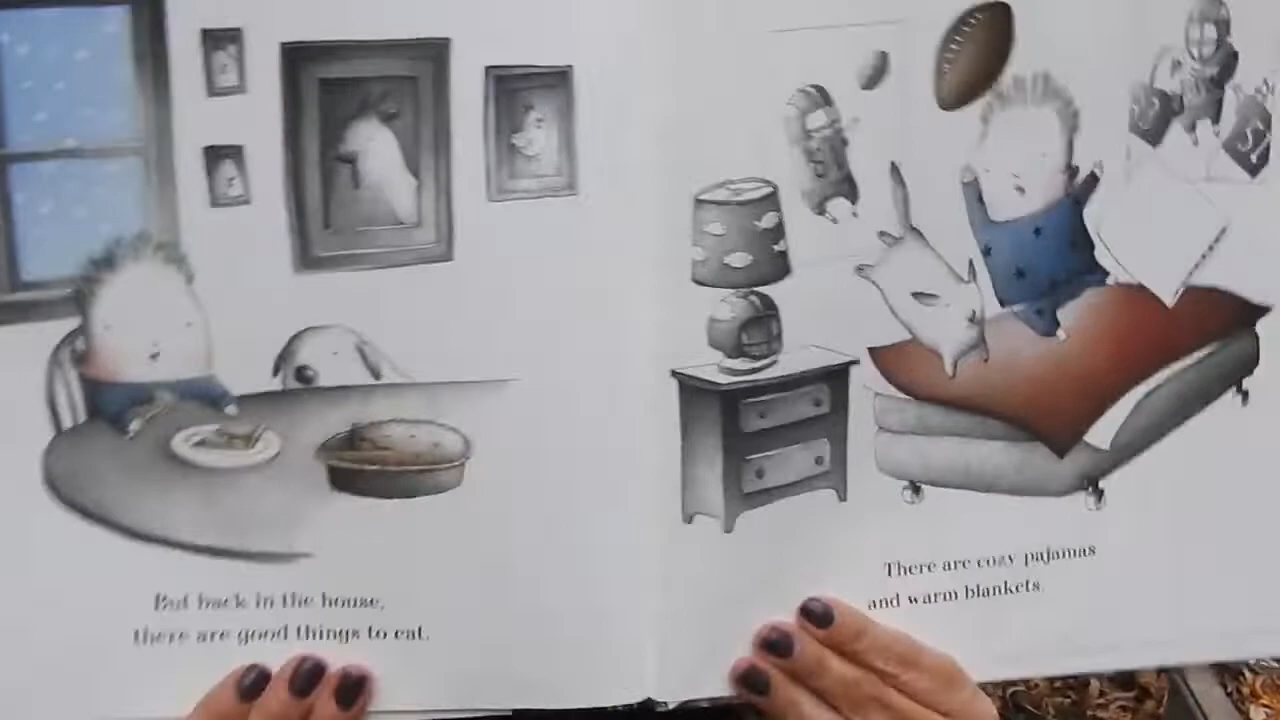 But back in the house,
there are good things to eat.
There are cozy pajamas
and warm blankets.